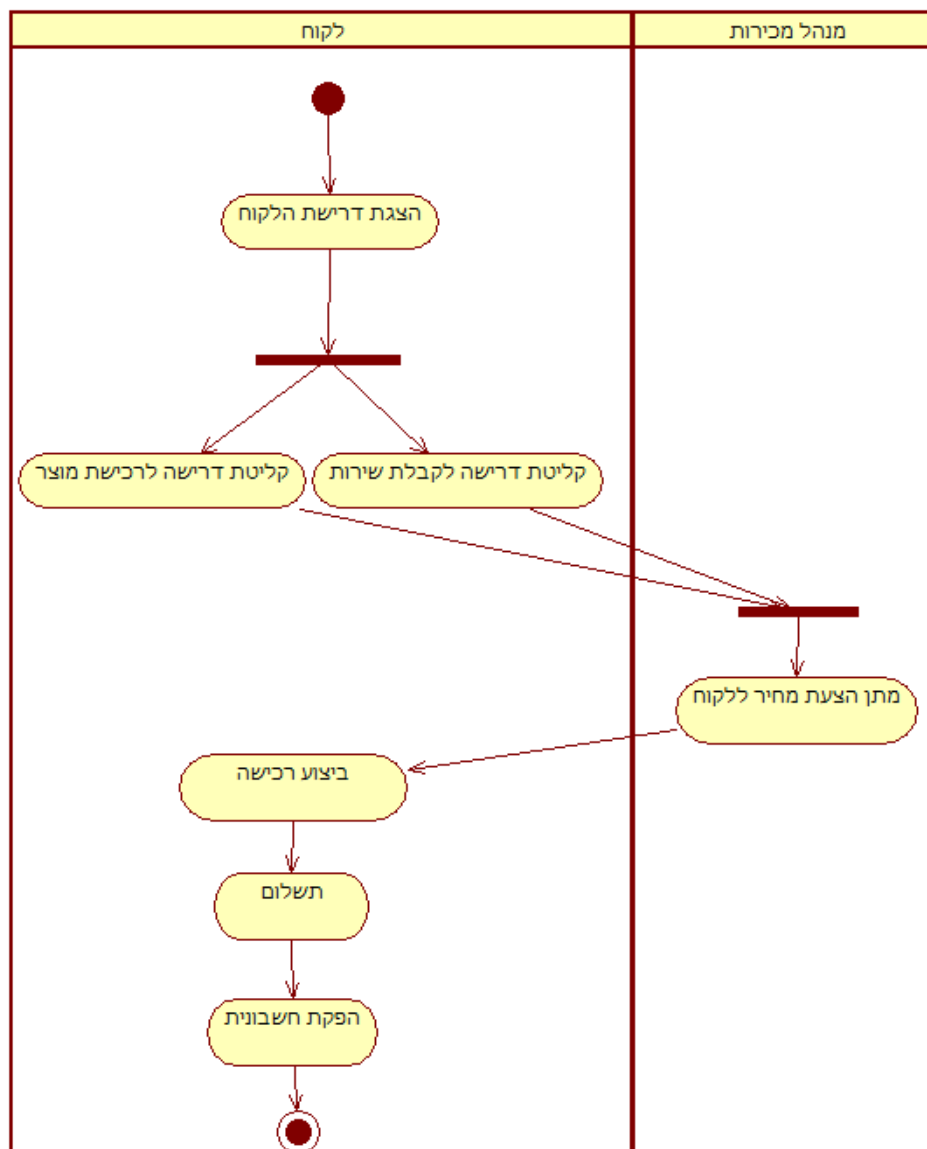 לקוח
מנהל מכירות
הצגת דרישת הלקוח
קליטת דרישה לקבלת שירות
קליטת דרישה לרכישת מוצר
מתן הצעת מחיר ללקוח
ביצוע רכישה
תשלום
הפקת חשבונית